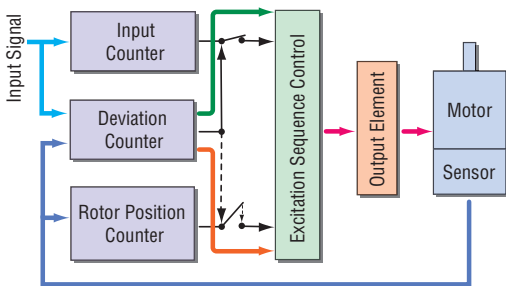 Input Signal
Input
Counter
Deviation
Counter
Rotor Position
Counter
Excitation Sequence Control
Output Element
Motor
Sensor